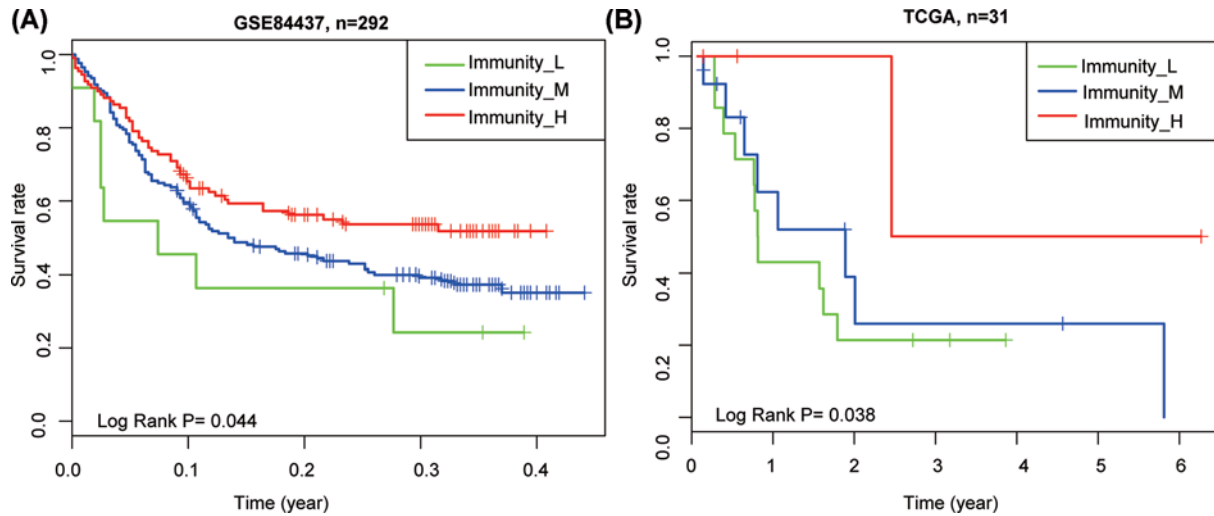 (A)
GSE84437, n=292
Immunity_L
Immunity_M
Immunity_H
Survival rate
1.0
0.8
0.6
0.4
0.2
0.0
Log Rank P= 0.044
0.0 0.1 0.2 0.3 0.4
Time (year)
(B)
TCGA, n=31
Immunity_L
Immunity_M
Immunity_H
Survival rate
1.0
0.8
0.6
0.4
0.2
0.0
Log Rank P= 0.038
0 1 2 3 4 5 6
Time (year)